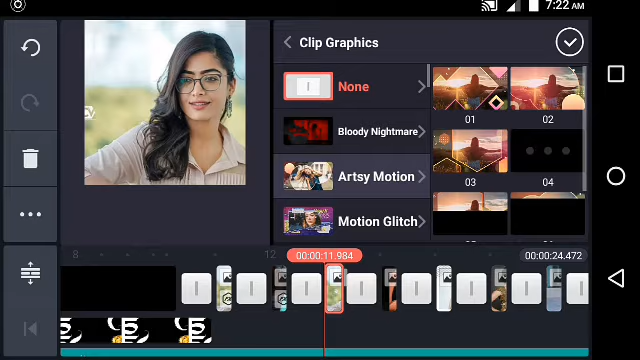 7:22 AM
Clip Graphics
None
Bloody Nightmare
Artsy Motion
Motion Glitch
01
02
03
04
8
12
00:00:11.984
00:00:24.472